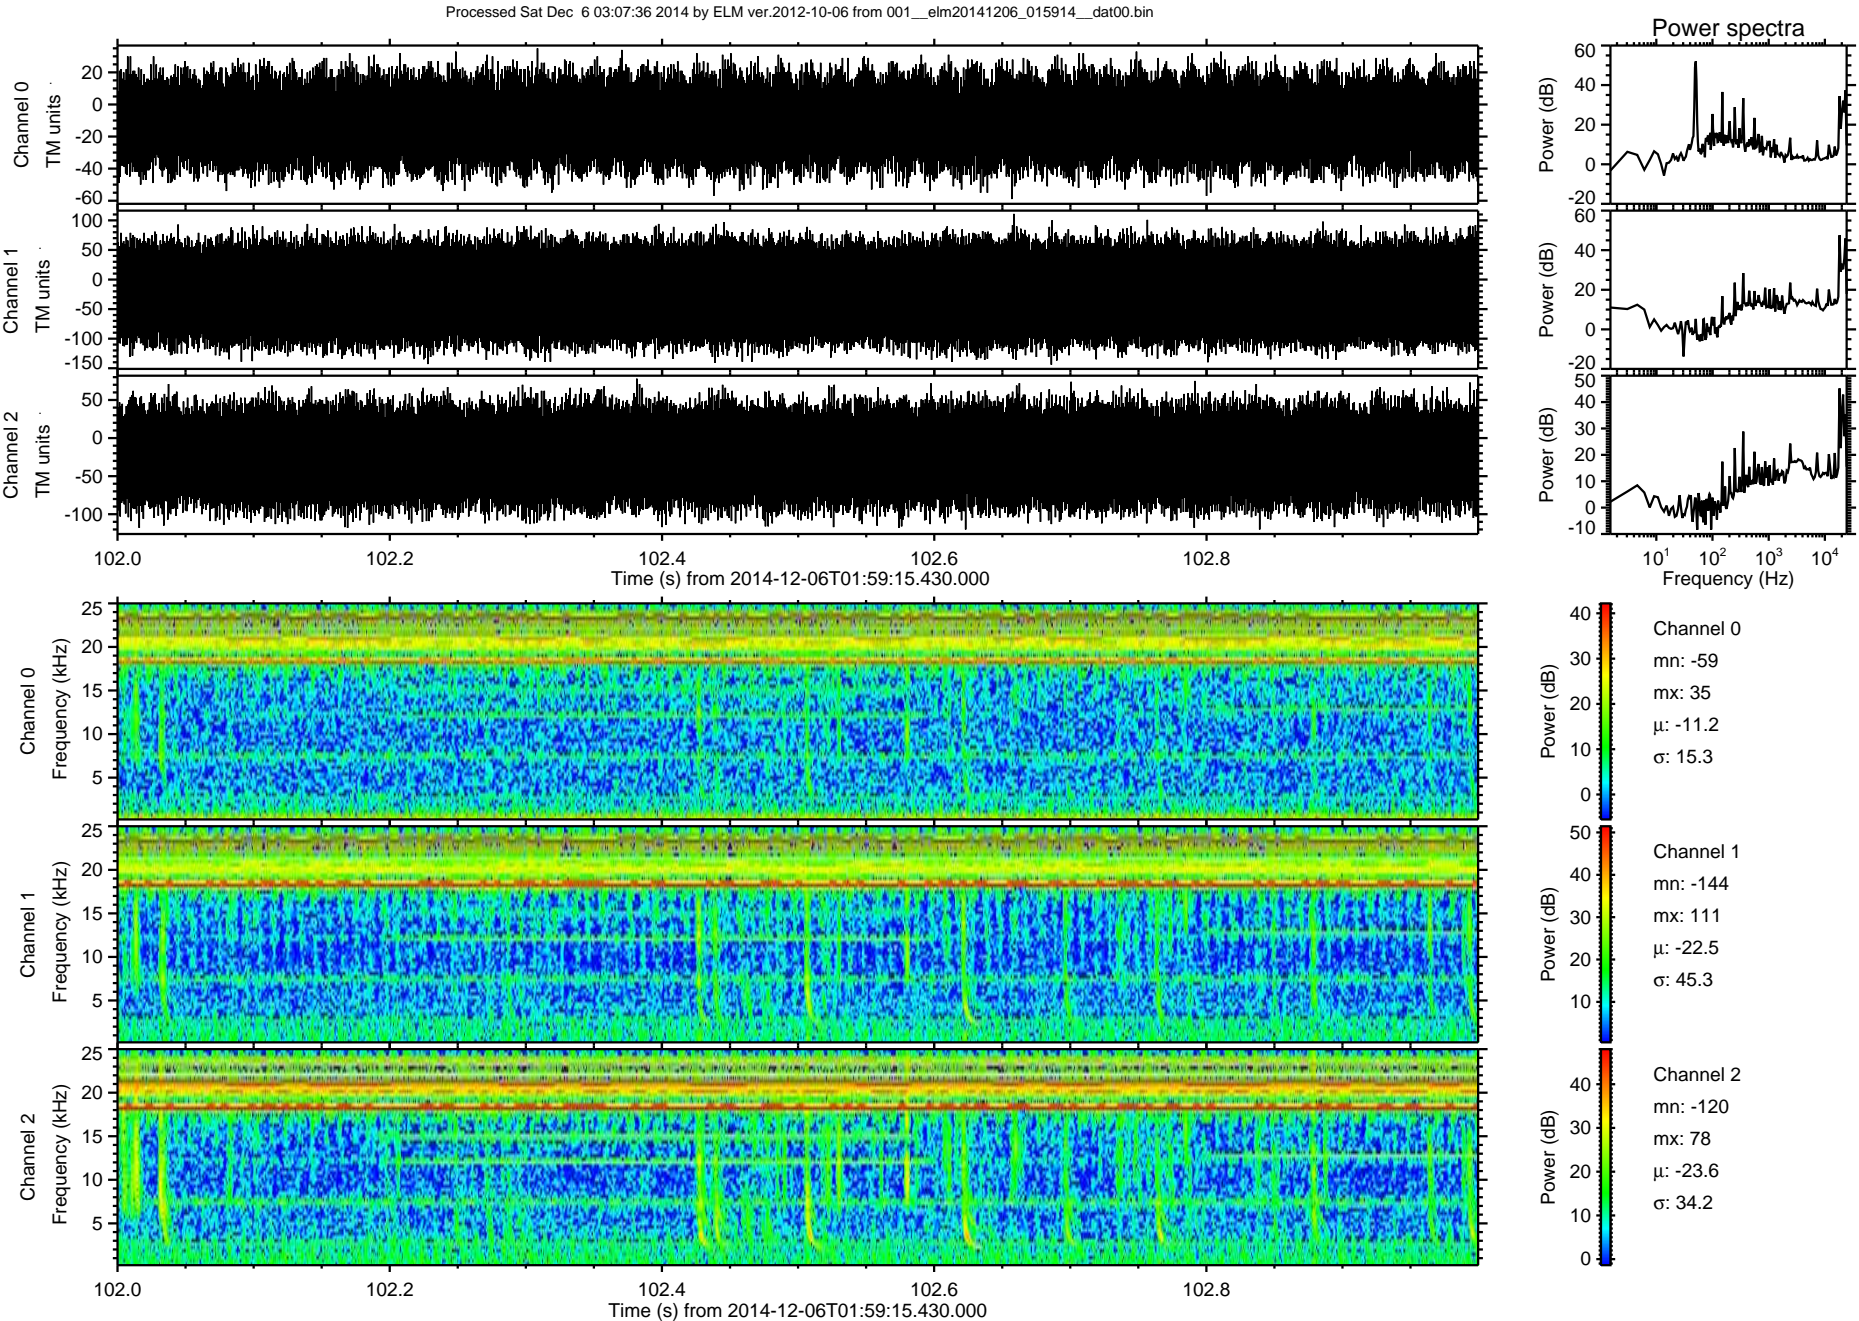 Processed Sat Dec  6 03:07:36 2014 by ELM ver.2012-10-06 from 001__elm20141206_015914__dat00.bin
Power spectra
Channel 0
TM units
20
0
-20
-40
-60
Power (dB)
60
40
20
0
-20
Channel 1
TM units
100
50
0
-50
-100
-150
Power (dB)
60
40
20
0
-20
Channel 2
TM units
50
0
-50
-100
Power (dB)
50
40
30
20
10
0
-10
102.0 102.2 102.4 102.6 102.8
Time (s) from 2014-12-06T01:59:15.430.000
10¹ 10² 10³ 10⁴
Frequency (Hz)
Channel 0
Frequency (kHz)
25
20
15
10
5
Power (dB)
40
30
20
10
0
Channel 0
mn: -59
mx: 35
μ: -11.2
σ: 15.3
Channel 1
Frequency (kHz)
25
20
15
10
5
Power (dB)
50
40
30
20
10
Channel 1
mn: -144
mx: 111
μ: -22.5
σ: 45.3
Channel 2
Frequency (kHz)
25
20
15
10
5
Power (dB)
40
30
20
10
0
Channel 2
mn: -120
mx: 78
μ: -23.6
σ: 34.2
102.0 102.2 102.4 102.6 102.8
Time (s) from 2014-12-06T01:59:15.430.000